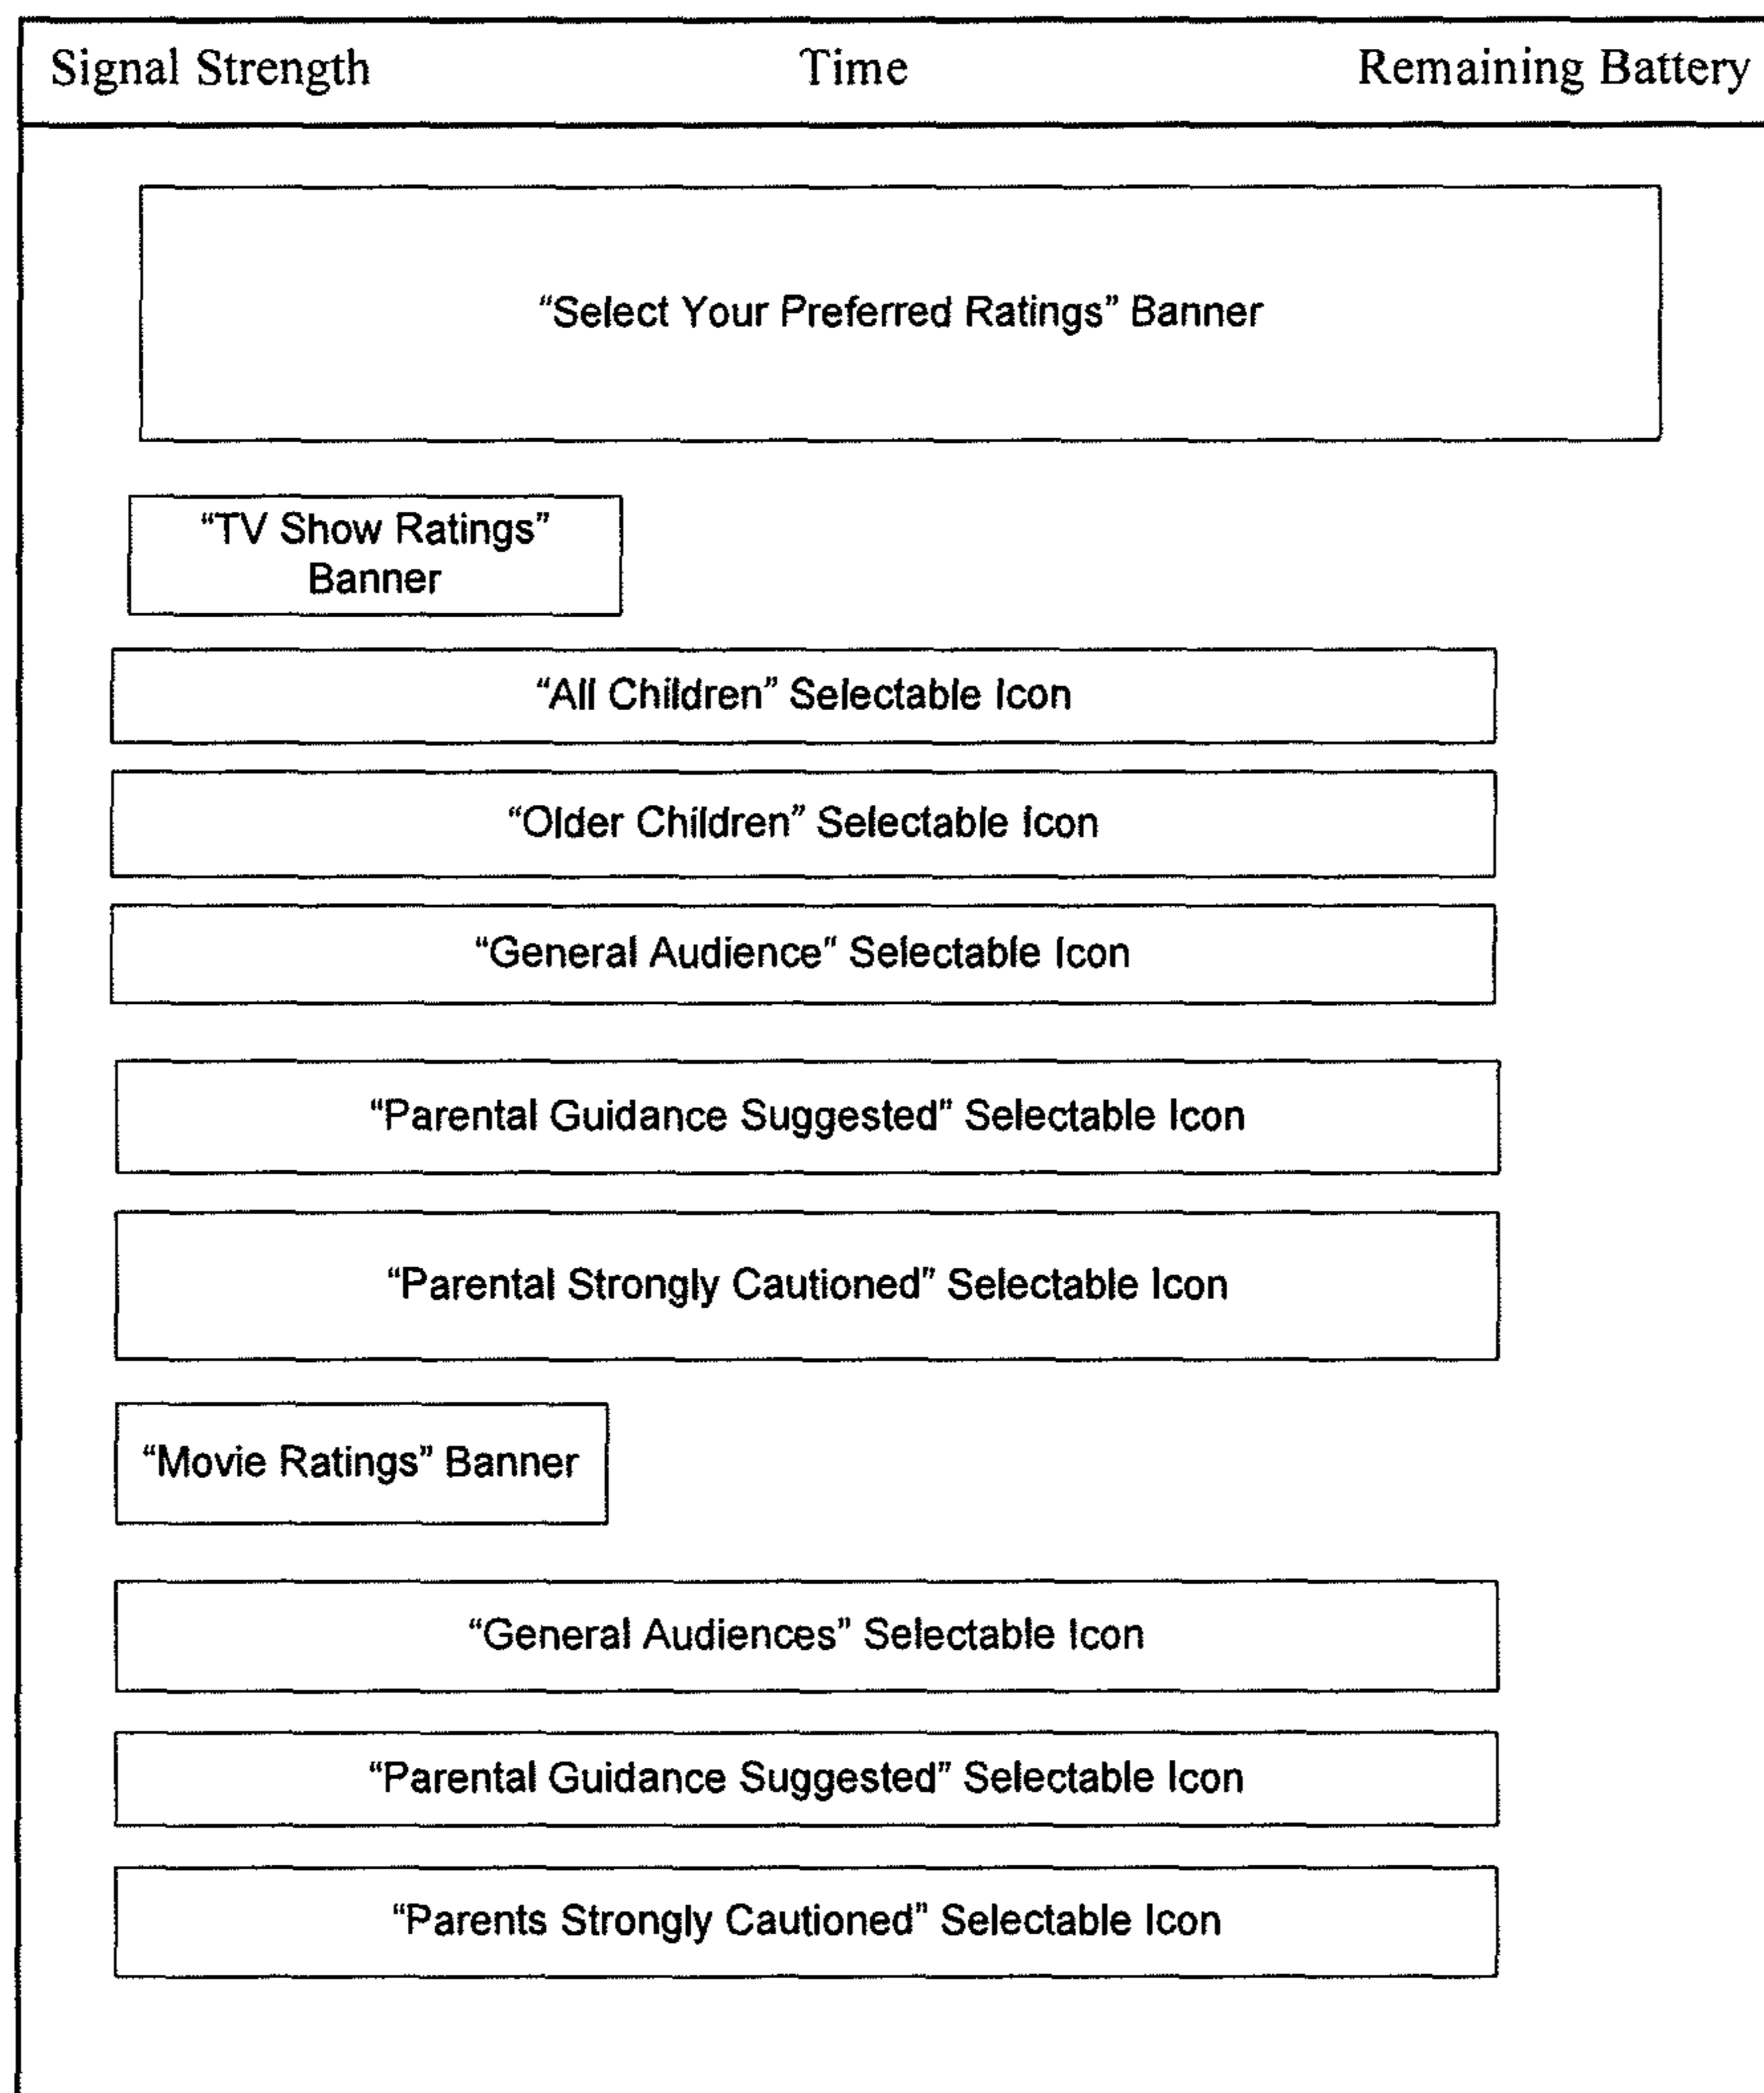 Signal Strength Time Remaining Battery
“Select Your Preferred Ratings” Banner
“TV Show Ratings”
Banner
“All Children” Selectable Icon
“Older Children” Selectable Icon
“General Audience” Selectable Icon
“Parental Guidance Suggested” Selectable Icon
“Parental Strongly Cautioned” Selectable Icon
“Movie Ratings” Banner
“General Audiences” Selectable Icon
“Parental Guidance Suggested” Selectable Icon
“Parents Strongly Cautioned” Selectable Icon